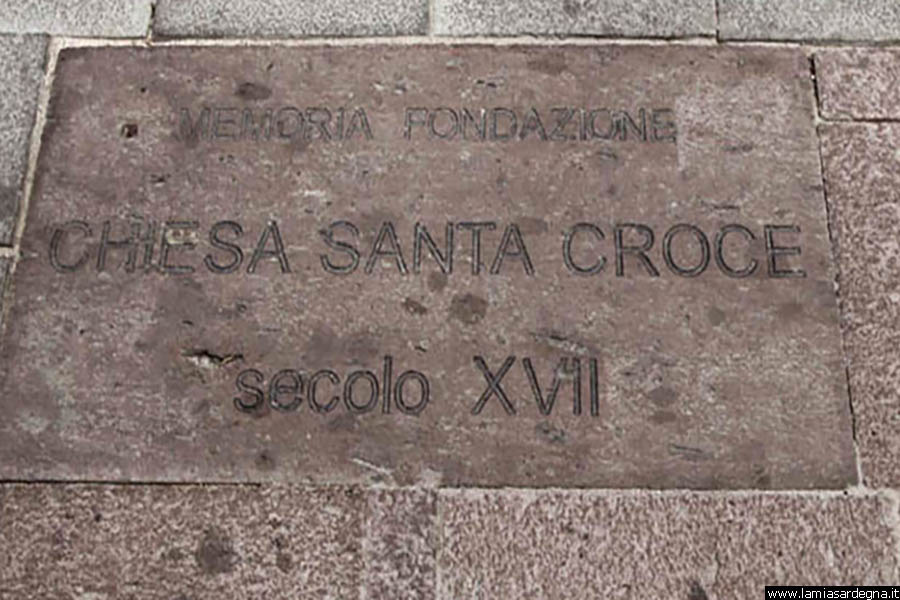 MEMORIA FONDAZIONE
CHIESA SANTA CROCE
secolo XVII
www.lamiasardegna.it